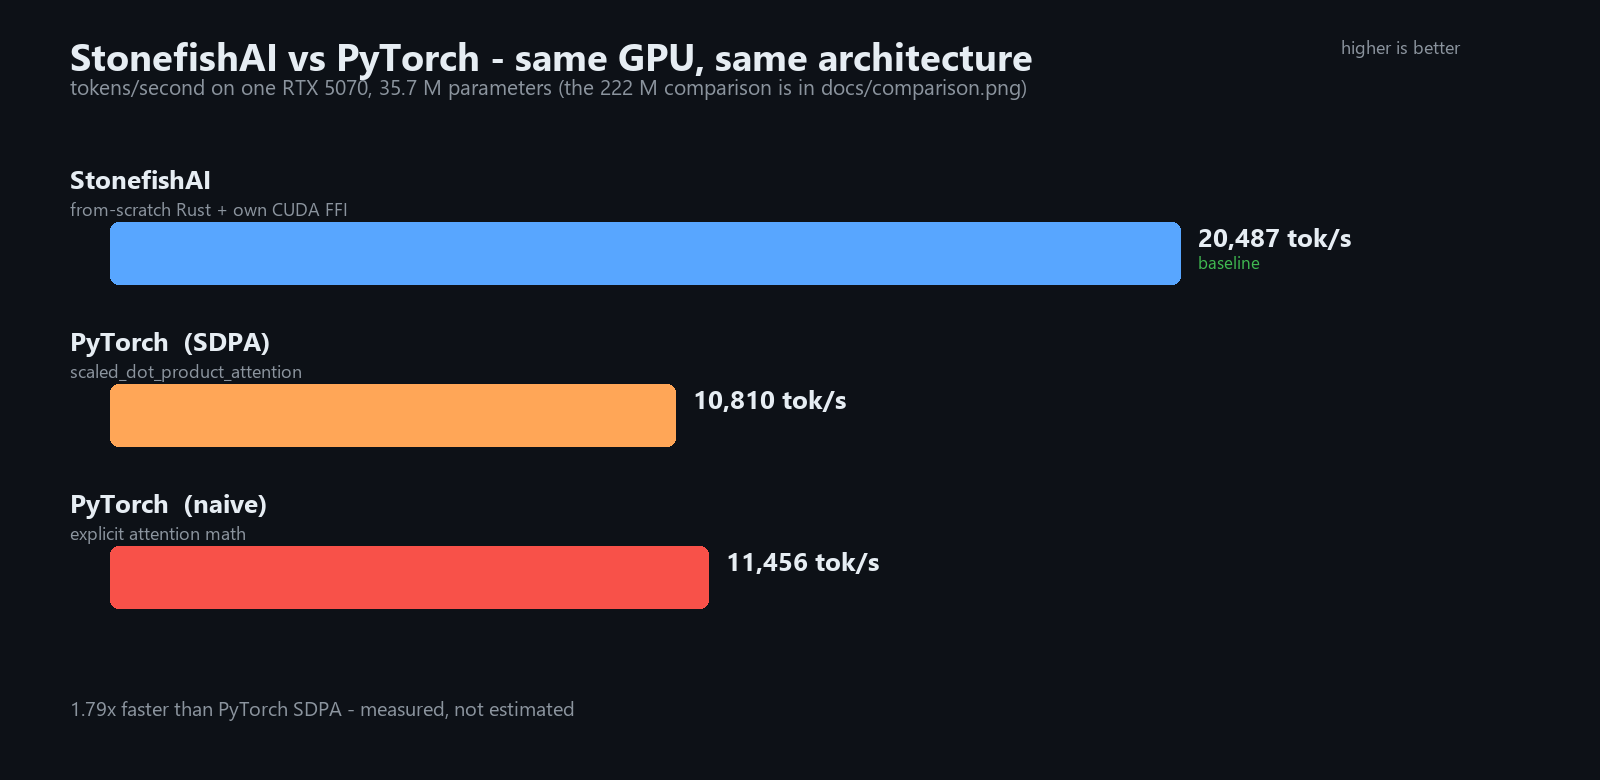 StonefishAI vs PyTorch - same GPU, same architecture
higher is better
tokens/second on one RTX 5070, 35.7 M parameters (the 222 M comparison is in docs/comparison.png)
StonefishAI
from-scratch Rust + own CUDA FFI
20,487 tok/s
baseline
PyTorch (SDPA)
scaled_dot_product_attention
10,810 tok/s
PyTorch (naive)
explicit attention math
11,456 tok/s
1.79x faster than PyTorch SDPA - measured, not estimated